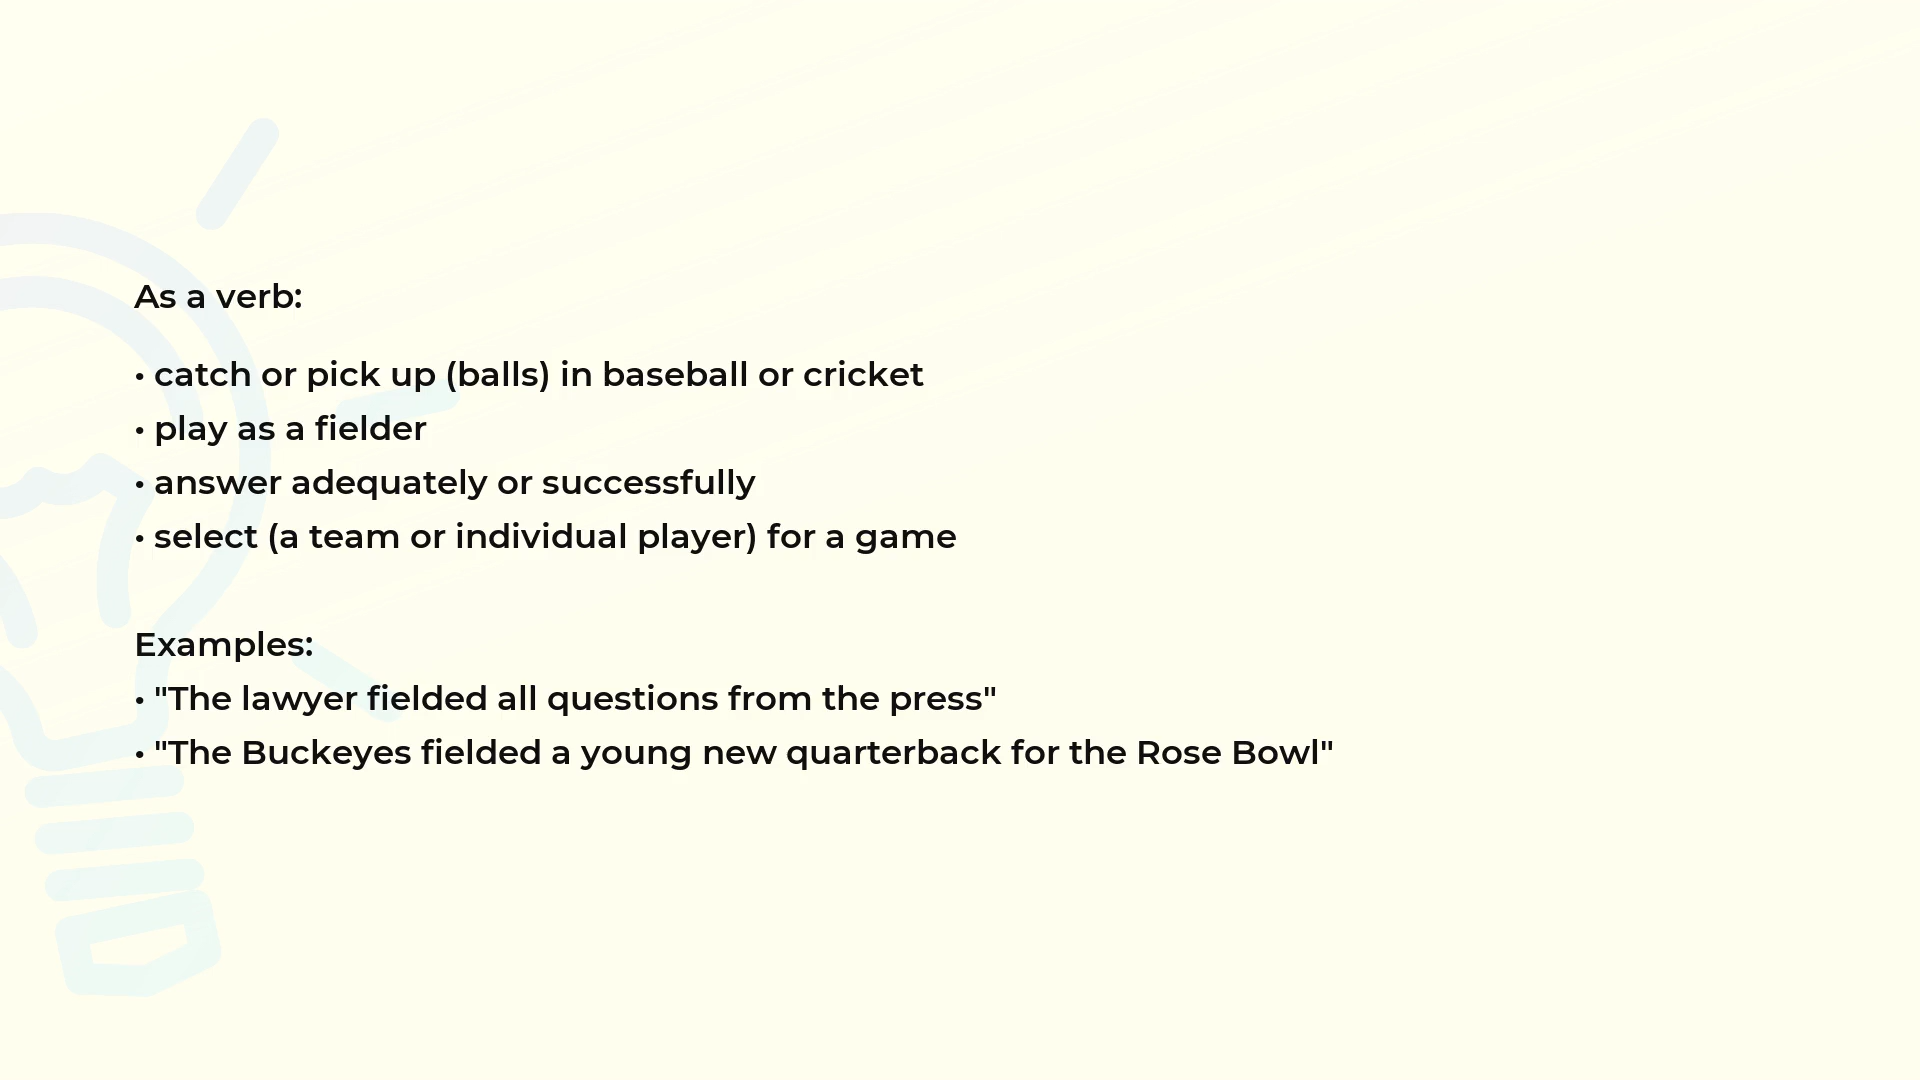 As a verb:
• catch or pick up (balls) in baseball or cricket
• play as a fielder
• answer adequately or successfully
• select (a team or individual player) for a game
Examples:
• "The lawyer fielded all questions from the press"
• "The Buckeyes fielded a young new quarterback for the Rose Bowl"